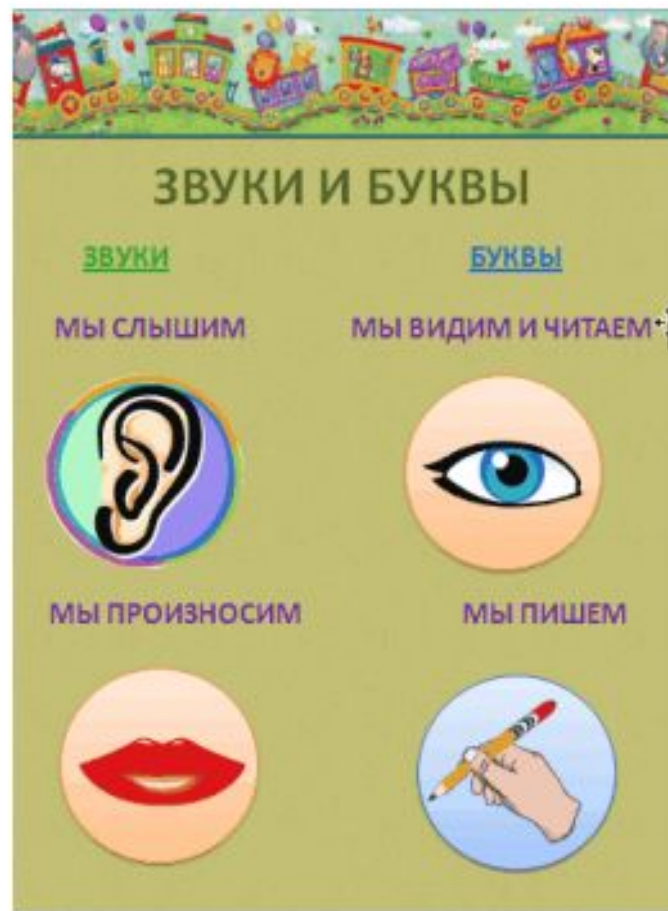 ЗВУКИ И БУКВЫ
ЗВУКИ
БУКВЫ
МЫ СЛЫШИМ
МЫ ВИДИМ И ЧИТАЕМ
МЫ ПРОИЗНОСИМ
МЫ ПИШЕМ